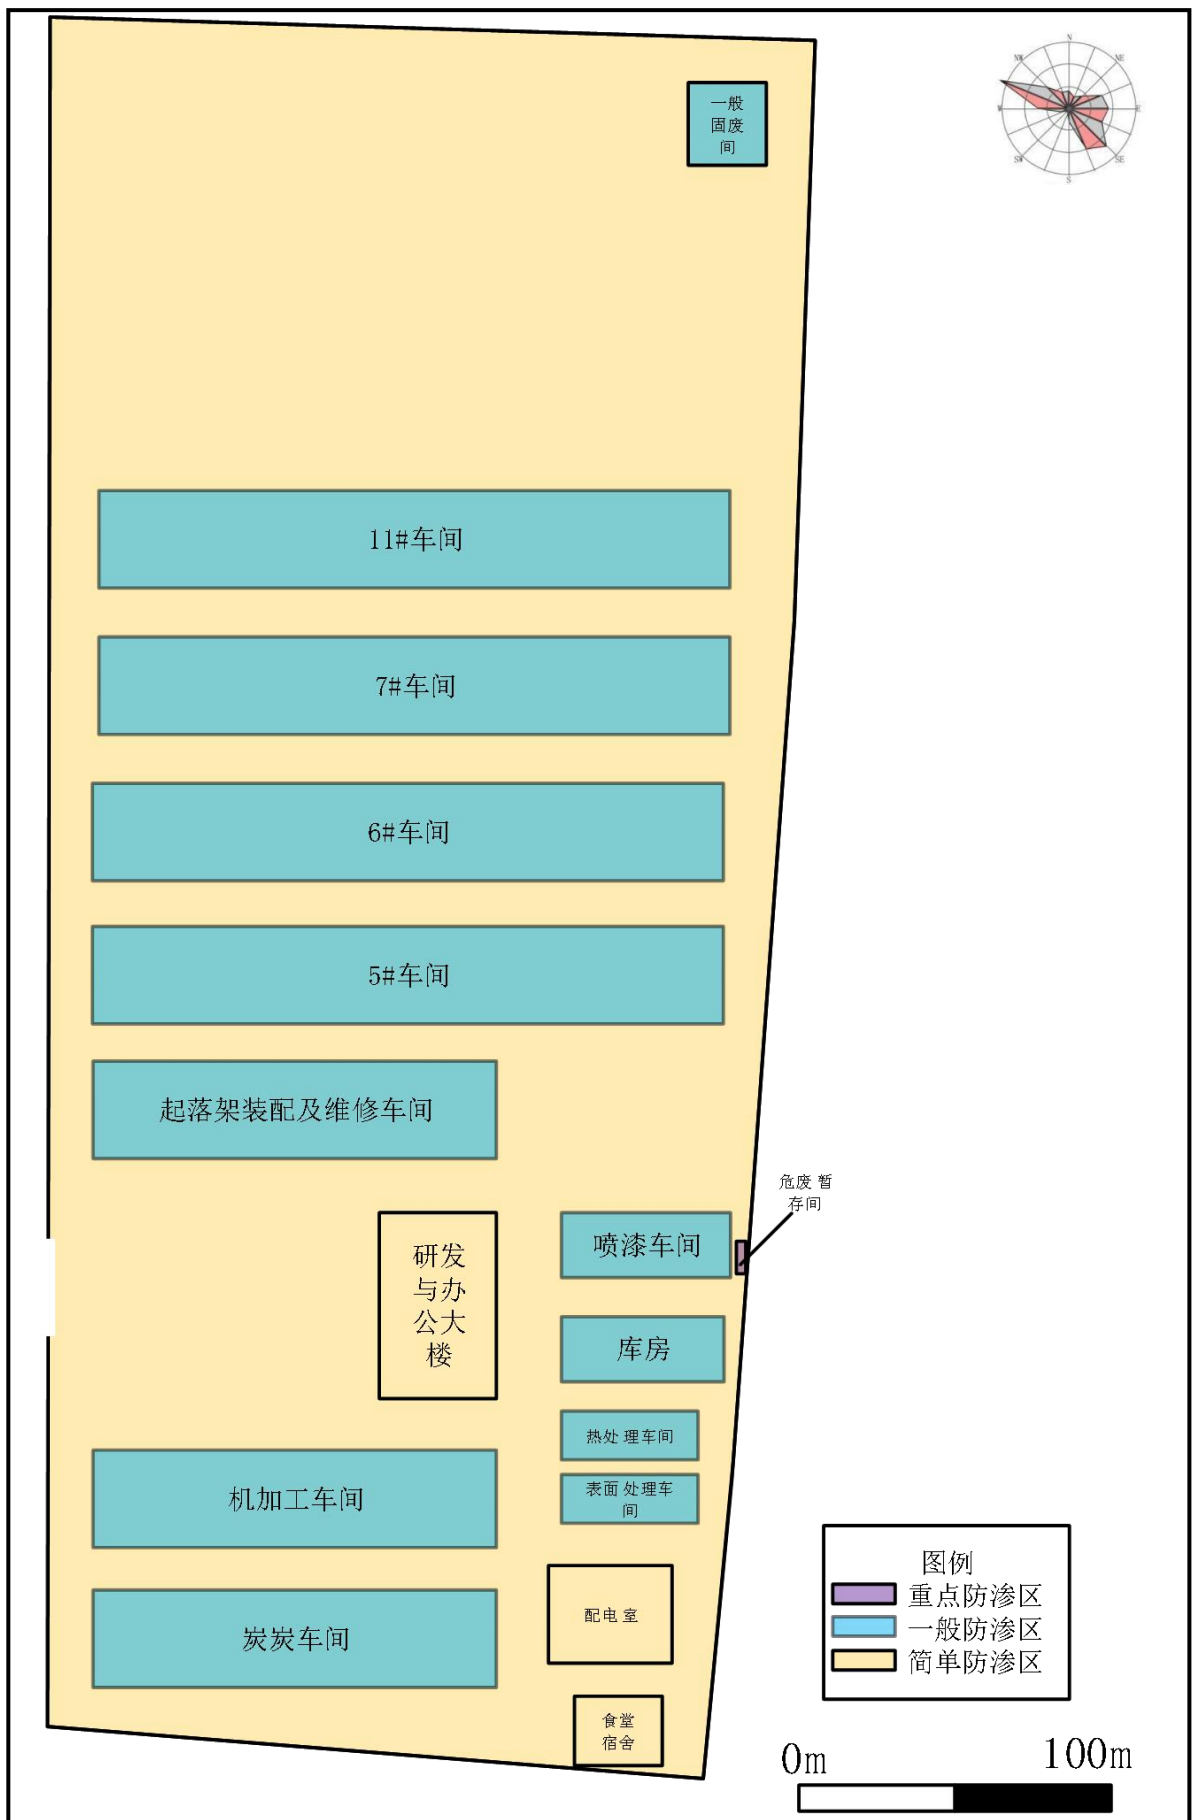 N
NW
NE
W
E
SW
SE
S
一般
固废
间
11#车间
7#车间
6#车间
5#车间
起落架装配及维修车间
危废暂
存间
喷漆车间
研发
与办
公大
楼
库房
热处理车间
表面处理车
间
机加工车间
配电室
炭炭车间
食堂
宿舍
图例
重点防渗区
一般防渗区
简单防渗区
0m
100m